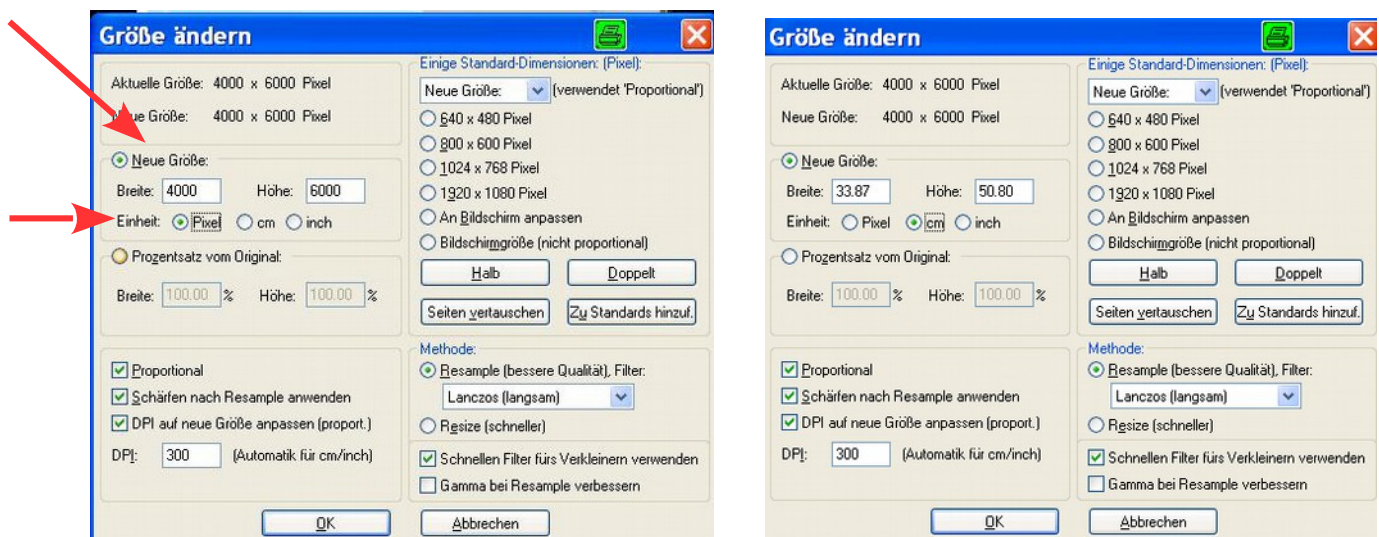 Größe ändern
Aktuelle Größe: 4000 x 6000 Pixel
Neue Größe: 4000 x 6000 Pixel
Neue Größe:
Breite: 4000 Höhe: 6000
Einheit: Pixel cm inch
Prozentsatz vom Original:
Breite: 100.00 % Höhe: 100.00 %
Proportional
Schärfen nach Resample anwenden
DPI auf neue Größe anpassen (proport.)
DPI: 300 (Automatik für cm/inch)
Einige Standard-Dimensionen: (Pixel):
Neue Größe: (verwendet 'Proportional')
640 x 480 Pixel
800 x 600 Pixel
1024 x 768 Pixel
1920 x 1080 Pixel
An Bildschirm anpassen
Bildschirmgröße (nicht proportional)
Halb Doppelt
Seiten vertauschen Zu Standards hinzuf.
Methode:
Resample (bessere Qualität), Filter:
Lanczos (langsam)
Resize (schneller)
Schnellen Filter fürs Verkleinern verwenden
Gamma bei Resample verbessern
OK Abbrechen
Größe ändern
Aktuelle Größe: 4000 x 6000 Pixel
Neue Größe: 4000 x 6000 Pixel
Neue Größe:
Breite: 33.87 Höhe: 50.80
Einheit: Pixel cm inch
Prozentsatz vom Original:
Breite: 100.00 % Höhe: 100.00 %
Proportional
Schärfen nach Resample anwenden
DPI auf neue Größe anpassen (proport.)
DPI: 300 (Automatik für cm/inch)
Einige Standard-Dimensionen: (Pixel):
Neue Größe: (verwendet 'Proportional')
640 x 480 Pixel
800 x 600 Pixel
1024 x 768 Pixel
1920 x 1080 Pixel
An Bildschirm anpassen
Bildschirmgröße (nicht proportional)
Halb Doppelt
Seiten vertauschen Zu Standards hinzuf.
Methode:
Resample (bessere Qualität), Filter:
Lanczos (langsam)
Resize (schneller)
Schnellen Filter fürs Verkleinern verwenden
Gamma bei Resample verbessern
OK Abbrechen